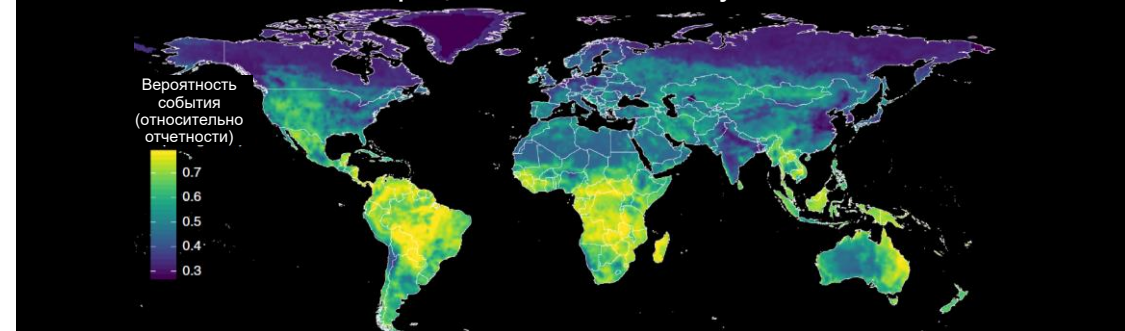 Вероятность
события
(относительно
отчетности)
0.7
0.6
0.5
0.4
0.3